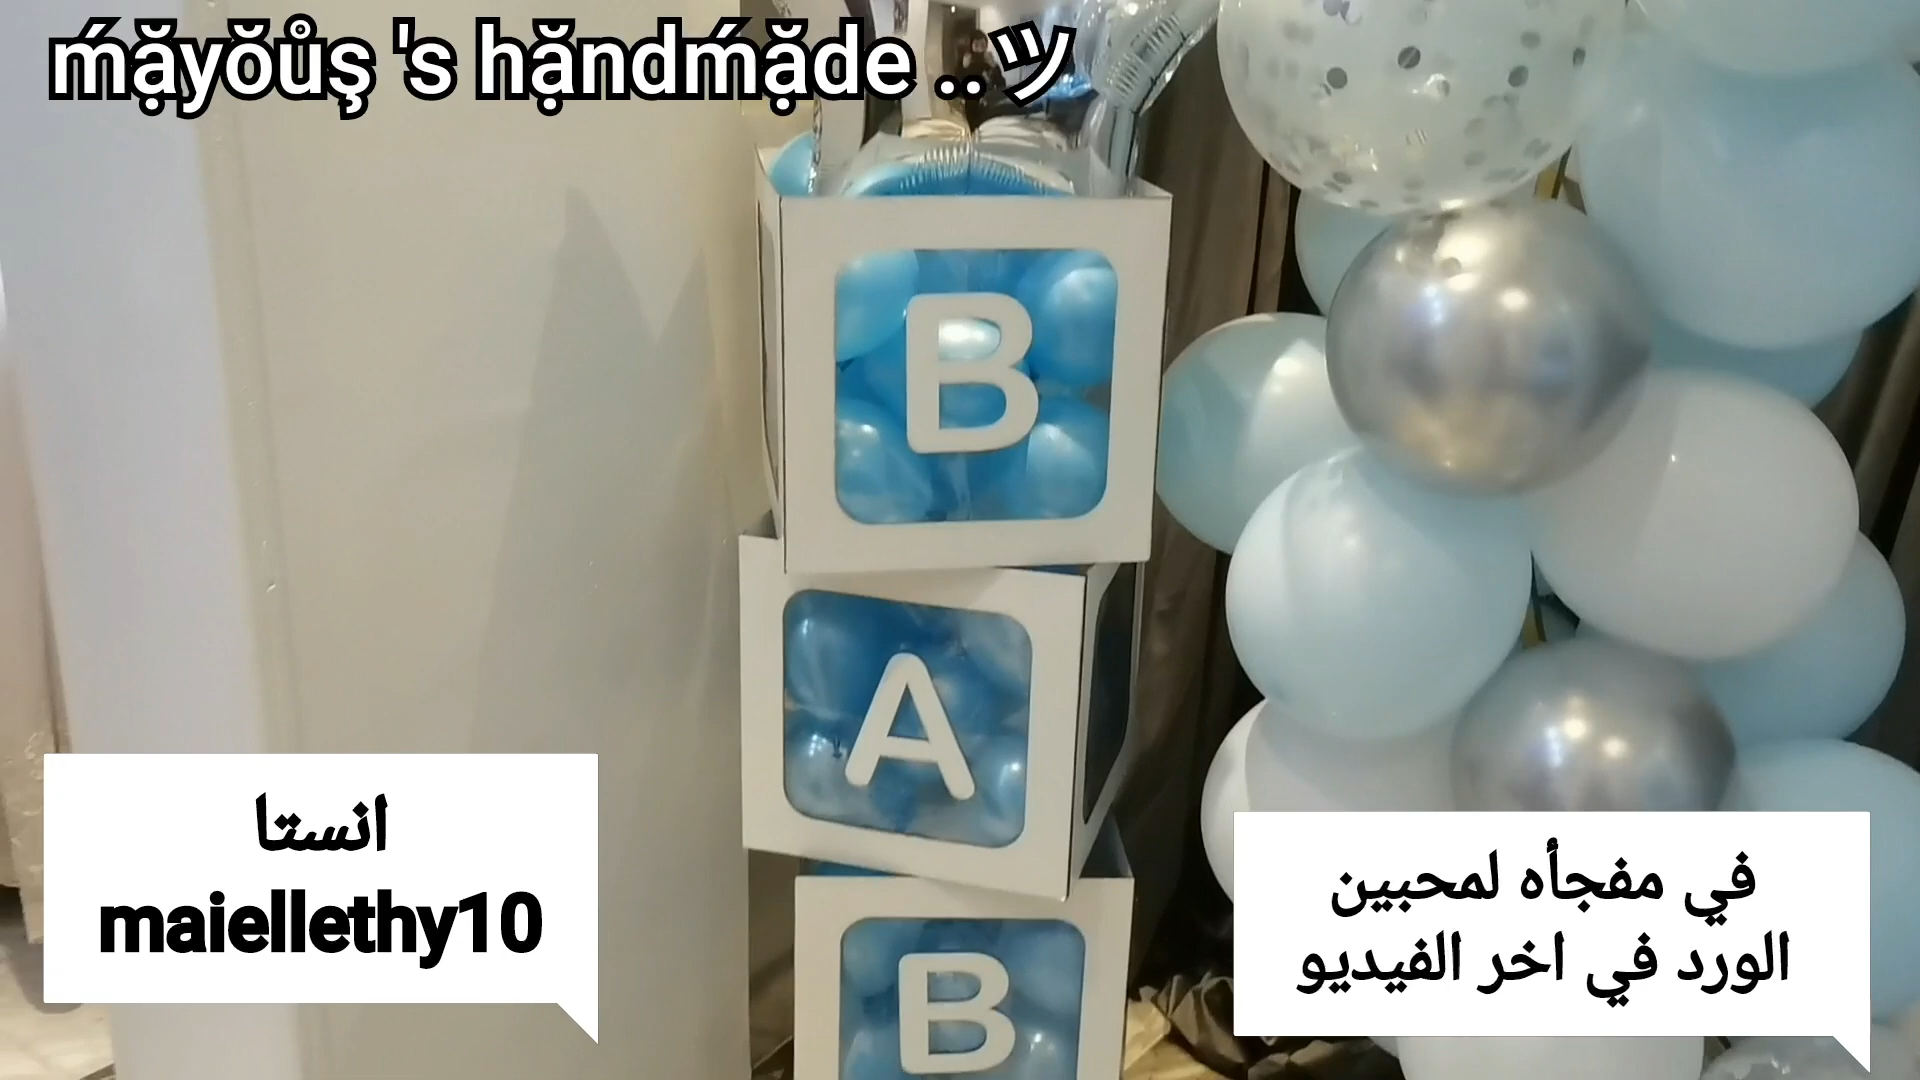 ḿặyŏůş 's hặndḿặde ..ツ
B
A
B
انستا
maiellethy10
في مفجأه لمحبين
الورد في اخر الفيديو